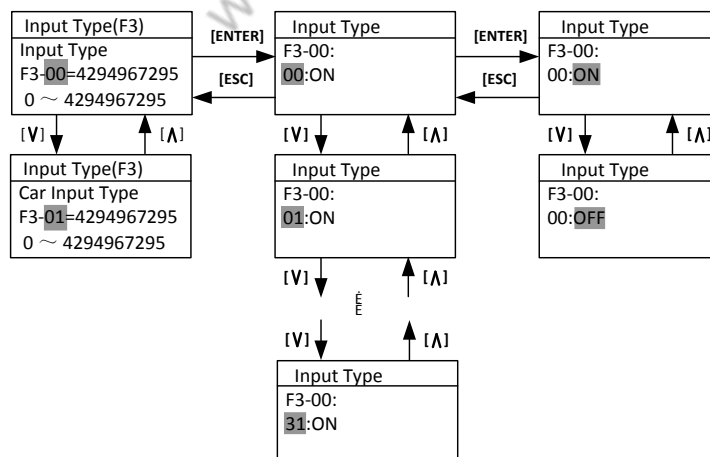 Input Type(F3)
Input Type
F3-00=4294967295
0 ～ 4294967295
[ENTER]
[ESC]
Input Type
F3-00:
00:ON
[ENTER]
[ESC]
Input Type
F3-00:
00:ON
[∨]
[∧]
[∨]
[∧]
[∨]
[∧]
Input Type(F3)
Car Input Type
F3-01=4294967295
0 ～ 4294967295
Input Type
F3-00:
01:ON
Input Type
F3-00:
00:OFF
[∨]
[∧]
Ė
E
[∨]
[∧]
Input Type
F3-00:
31:ON